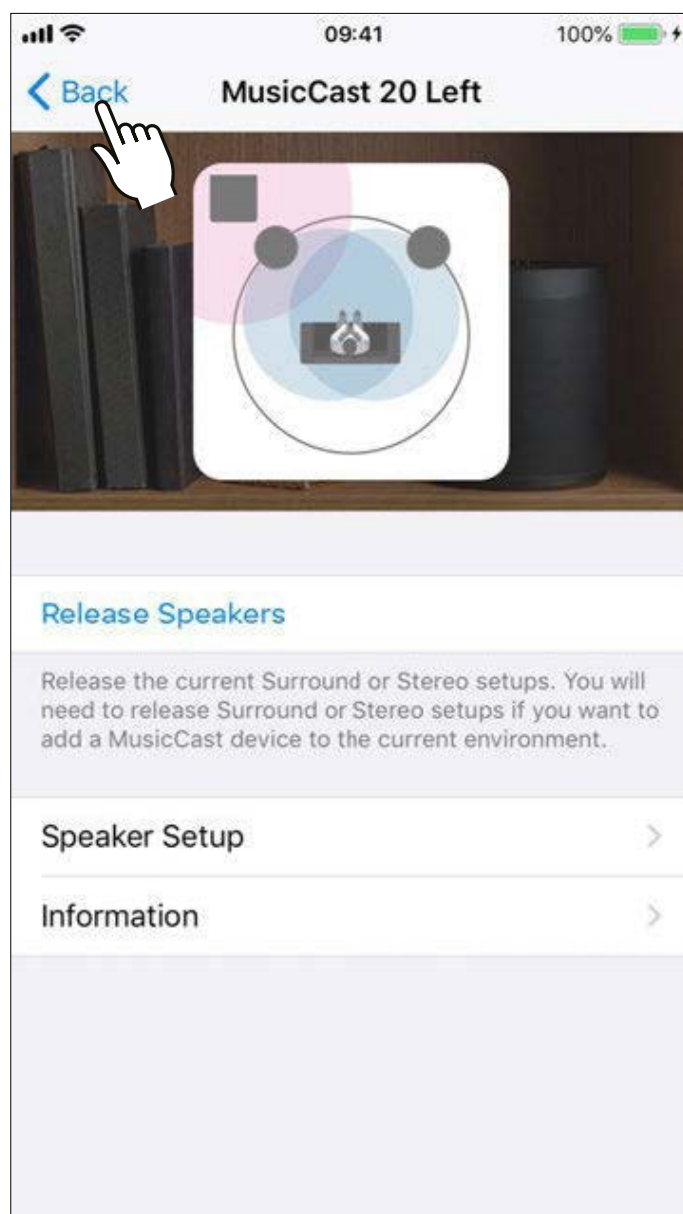 09:41
100%
Back
MusicCast 20 Left
Release Speakers
Release the current Surround or Stereo setups. You will
need to release Surround or Stereo setups if you want to
add a MusicCast device to the current environment.
Speaker Setup
Information